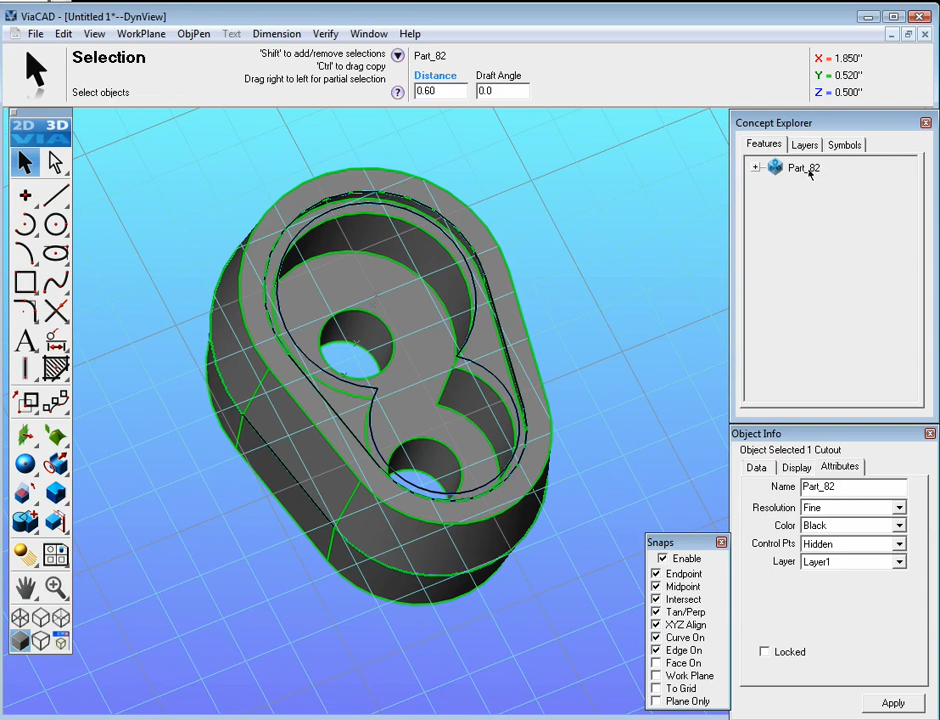 ViaCAD - [Untitled 1*--DynView]
File Edit View WorkPlane ObjPen Text Dimension Verify Window Help
Selection
Select objects
'Shift' to add/remove selections
'Ctrl' to drag copy
Drag right to left for partial selection
?
Part_82
Distance Draft Angle
0.60 0.0
X = 1.850"
Y = 0.520"
Z = 0.500"
2D 3D
VIA
A
Concept Explorer
Features Layers Symbols
Part_82
Object Info
Object Selected 1 Cutout
Data Display Attributes
Name Part_82
Resolution Fine
Color Black
Control Pts Hidden
Layer Layer1
Locked
Apply
Snaps
Enable
Endpoint
Midpoint
Intersect
Tan/Perp
XYZ Align
Curve On
Edge On
Face On
Work Plane
To Grid
Plane Only